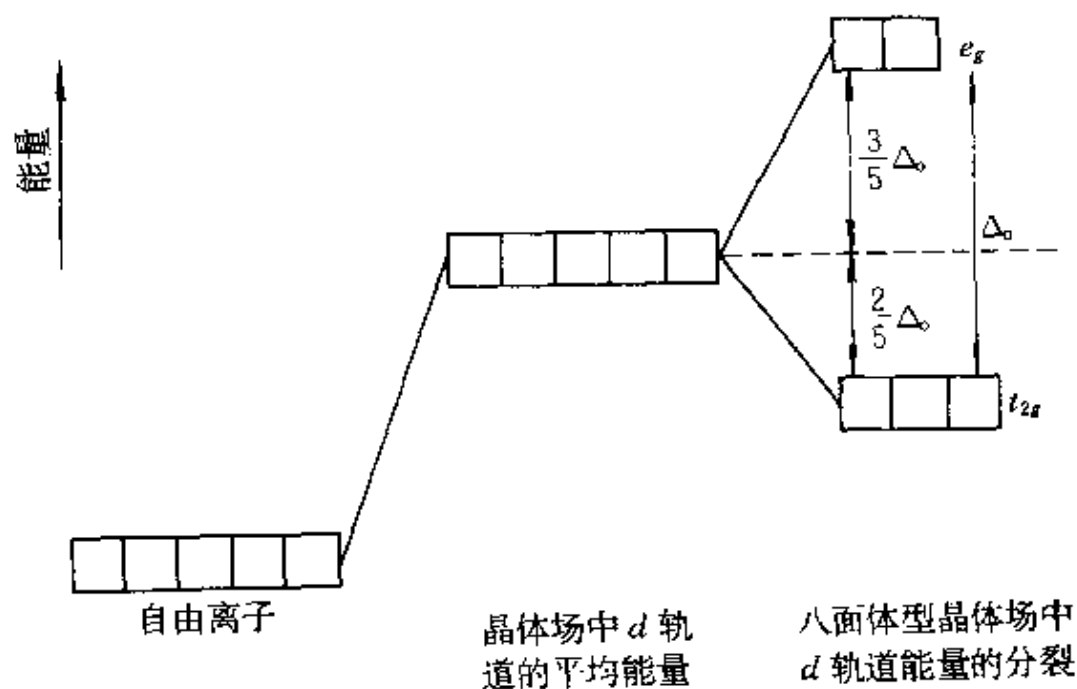 能量
e_g
3/5 Δ₀
Δ₀
2/5 Δ₀
t_{2g}
自由离子
晶体场中 d 轨
道的平均能量
八面体型晶体场中
d 轨道能量的分裂